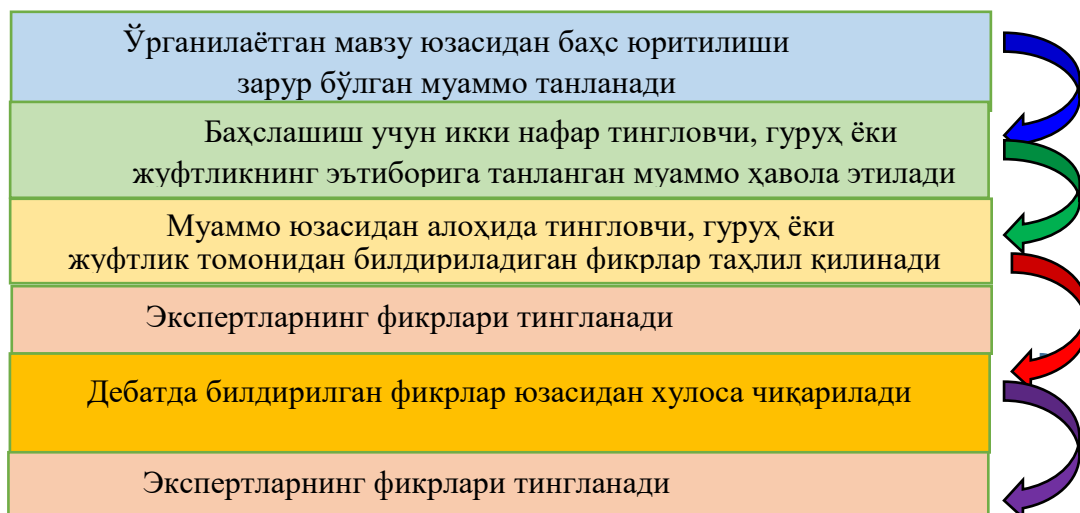 Ўрганилаётган мавзу юзасидан баҳс юритилиши
зарур бўлган муаммо танланади
Баҳслашиш учун икки нафар тингловчи, гуруҳ ёки
жуфтликнинг эътиборига танланган муаммо ҳавола этилади
Муаммо юзасидан алоҳида тингловчи, гуруҳ ёки
жуфтлик томонидан билдириладиган фикрлар таҳлил қилинади
Экспертларнинг фикрлари тингланади
Дебатда билдирилган фикрлар юзасидан хулоса чиқарилади
Экспертларнинг фикрлари тингланади